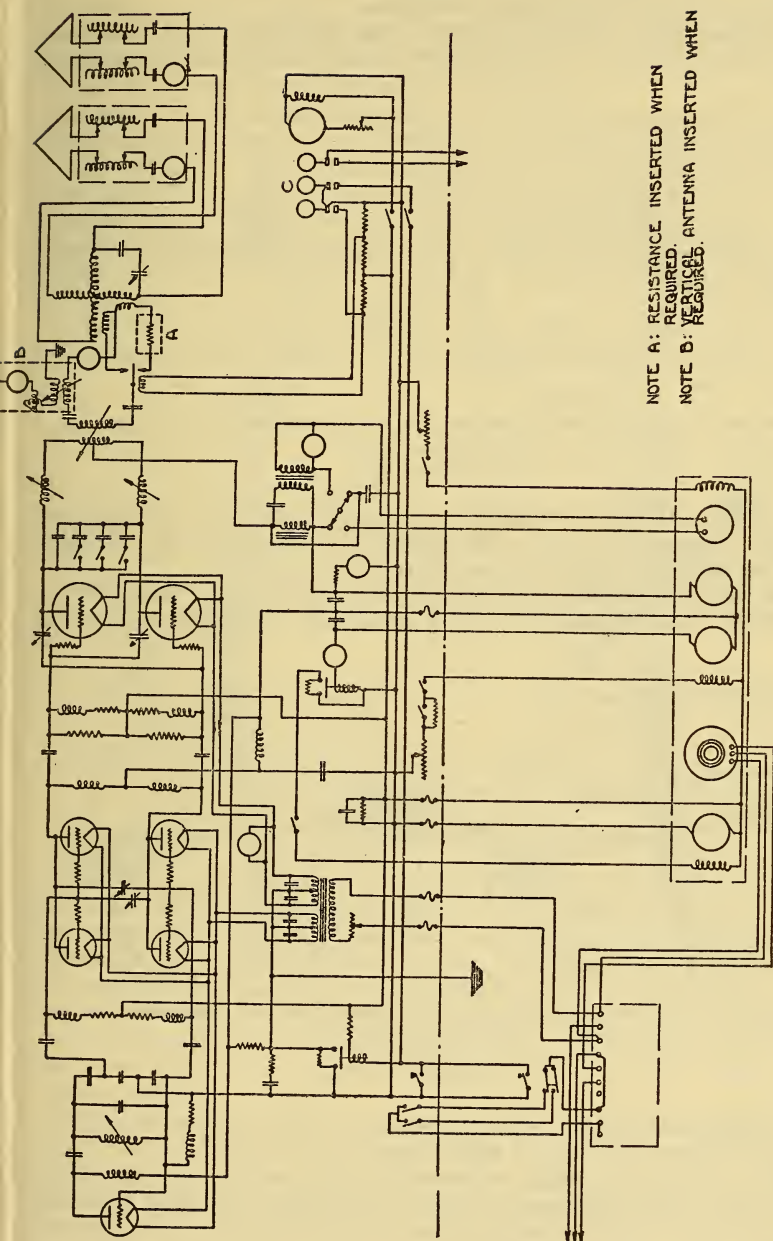 B
A
C
NOTE A: RESISTANCE INSERTED WHEN
REQUIRED.
NOTE B: VERTICAL ANTENNA INSERTED WHEN
REQUIRED.